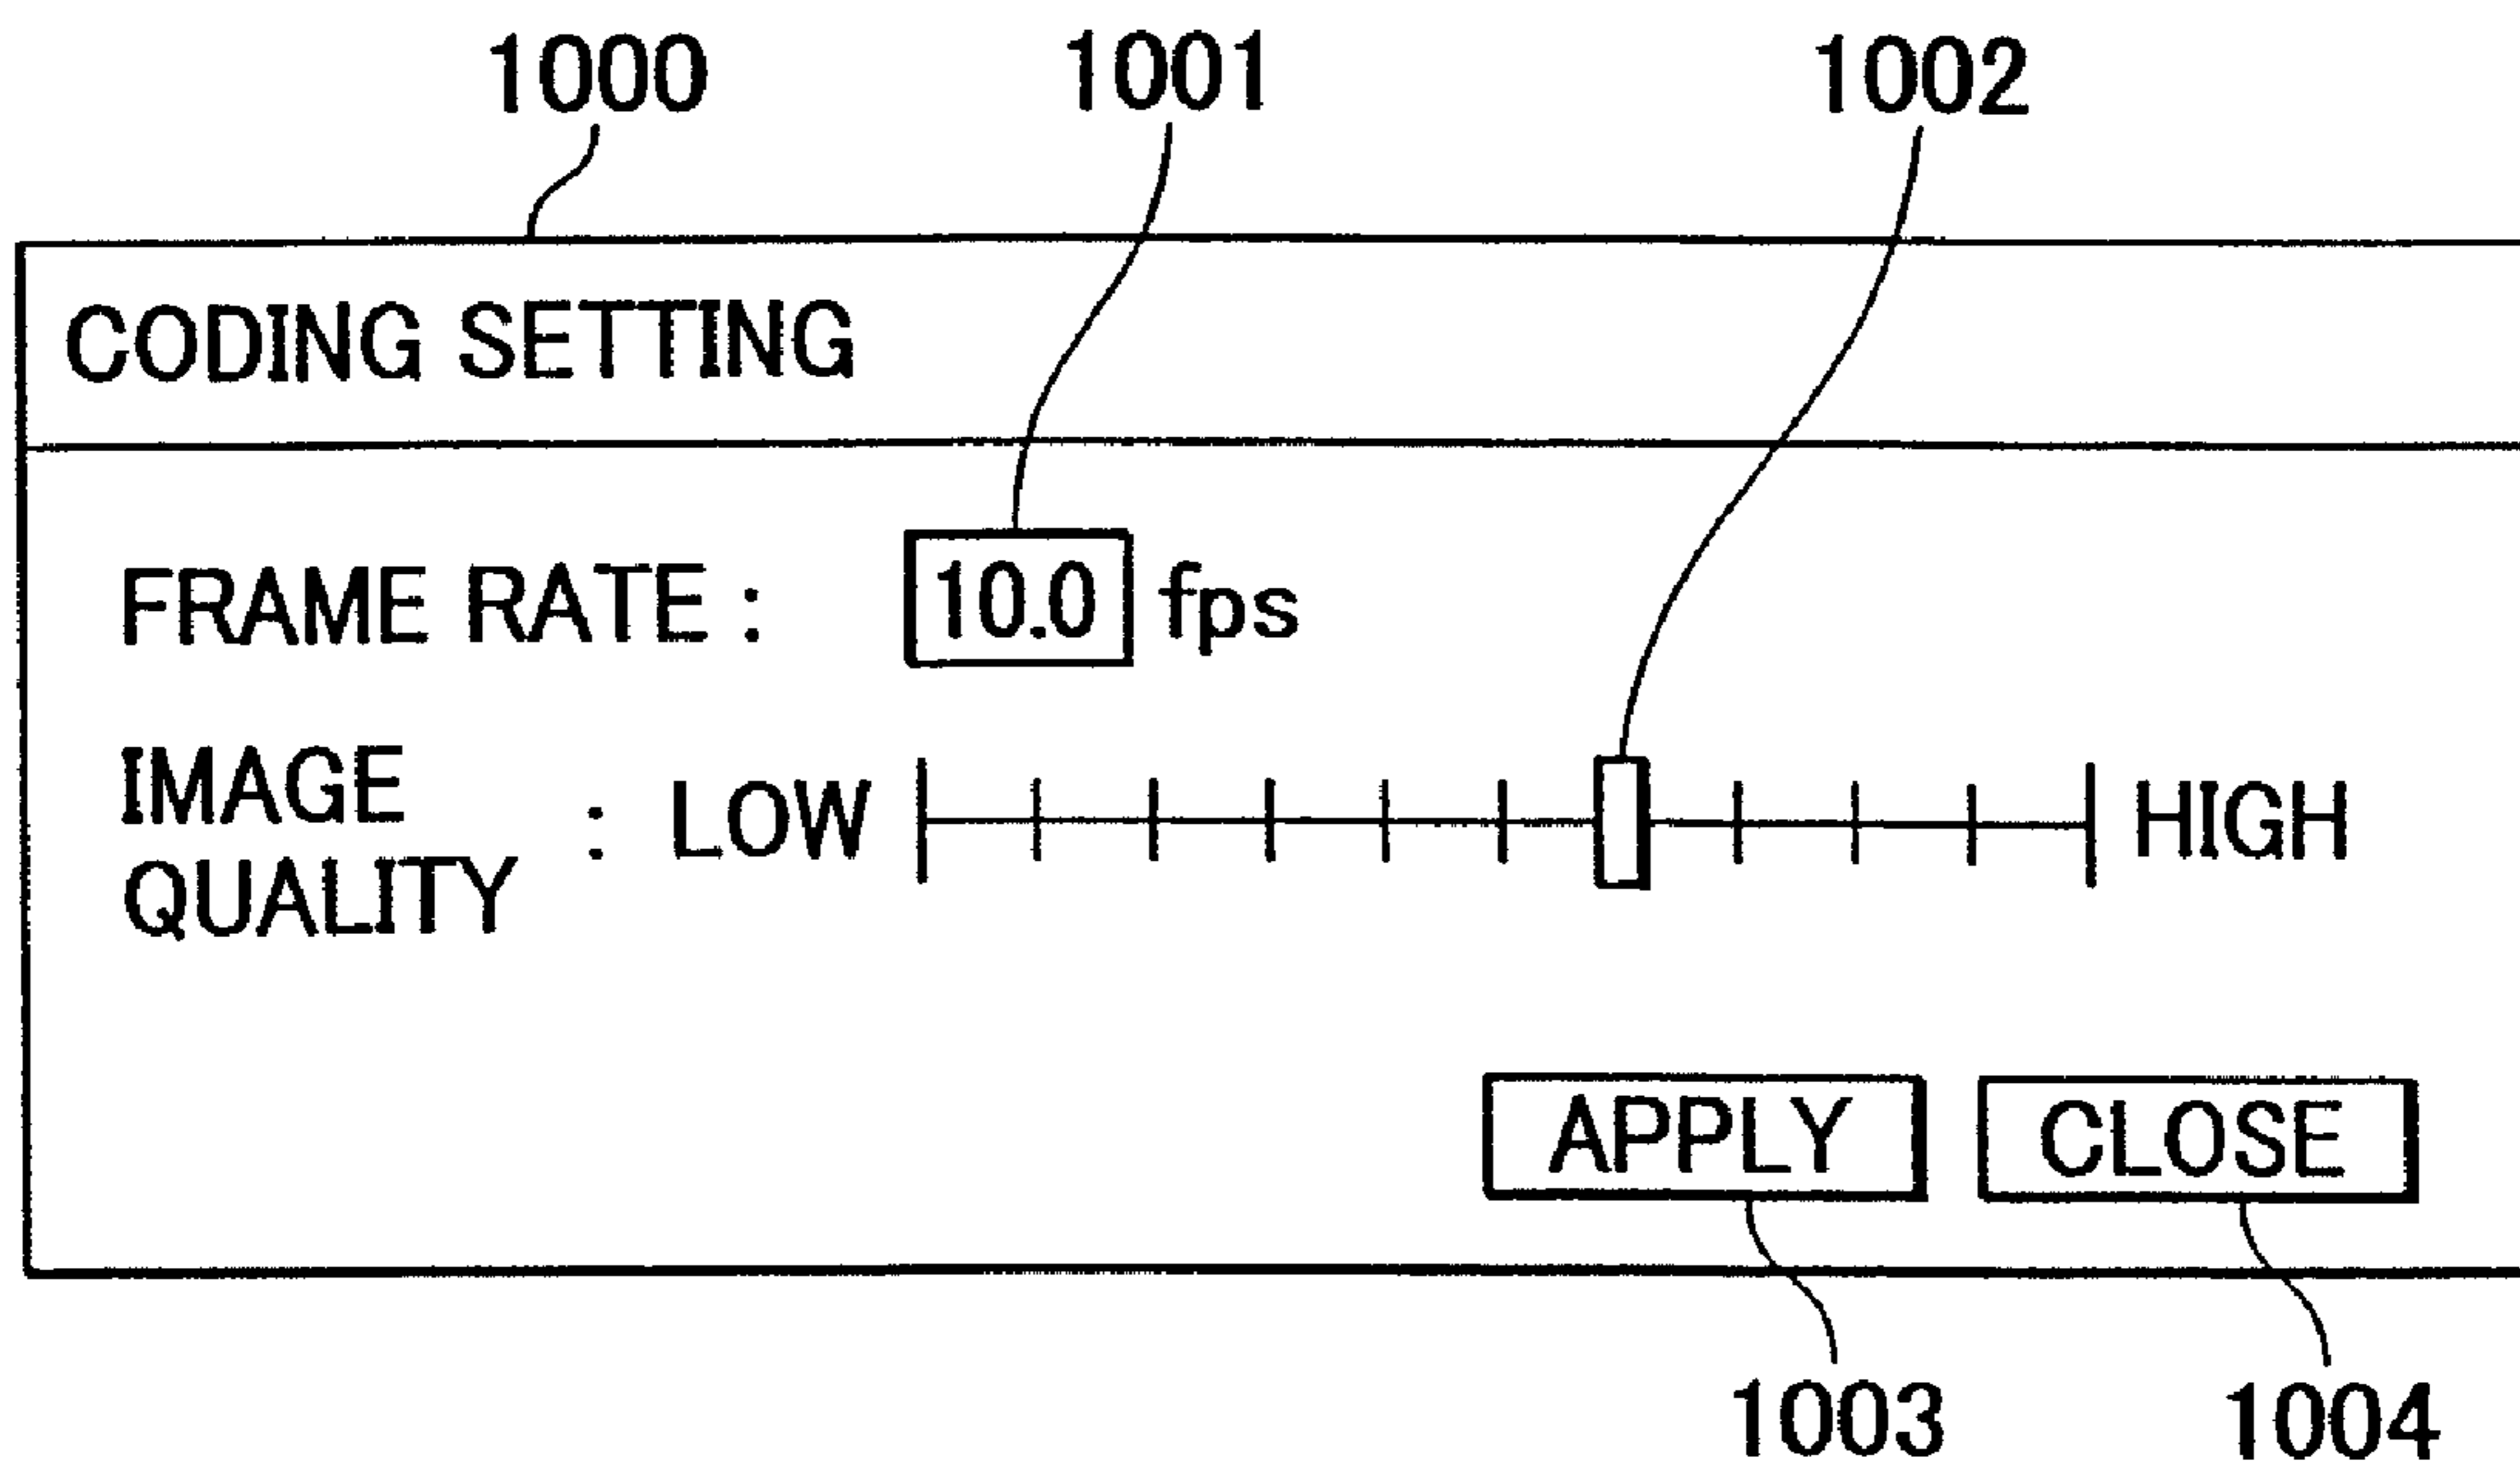 1000 1001 1002
CODING SETTING
FRAME RATE : 10.0 fps
IMAGE
QUALITY : LOW HIGH
APPLY CLOSE
1003 1004